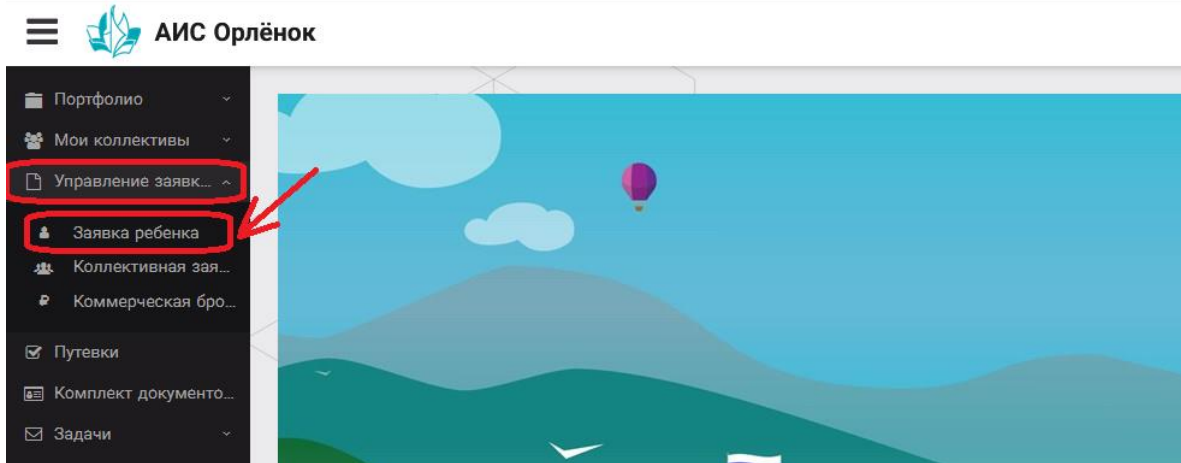 АИС Орлёнок
Портфолио
Мои коллективы
Управление заявк...
Заявка ребенка
Коллективная зая...
Коммерческая бро...
Путевки
Комплект документо...
Задачи